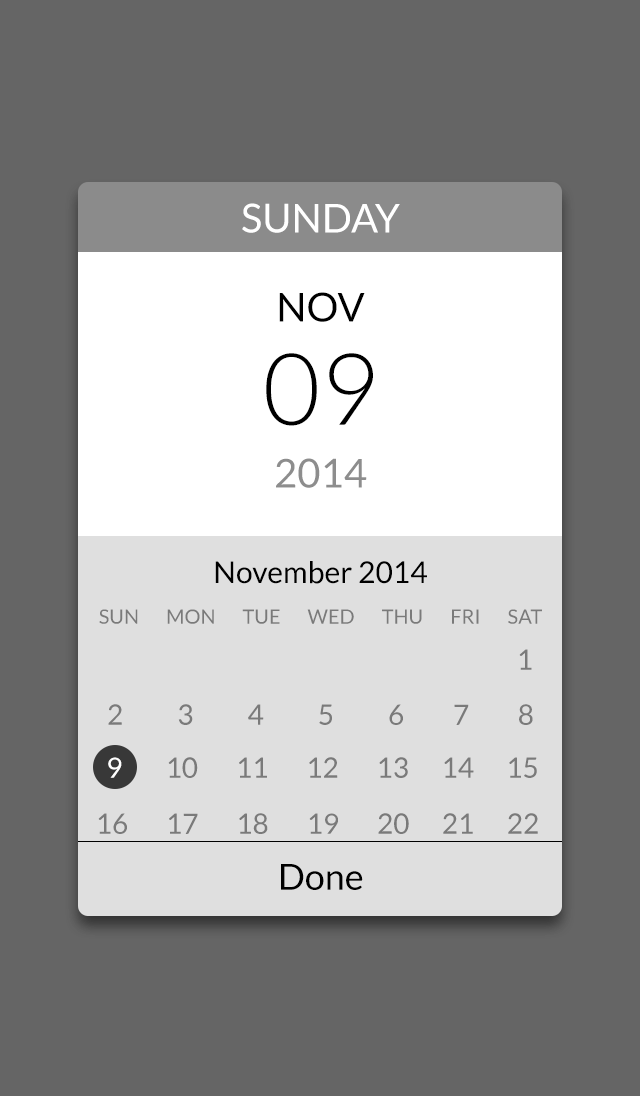 SUNDAY
NOV
09
2014
November 2014
SUN MON TUE WED THU FRI SAT
1
2 3 4 5 6 7 8
9 10 11 12 13 14 15
16 17 18 19 20 21 22
Done